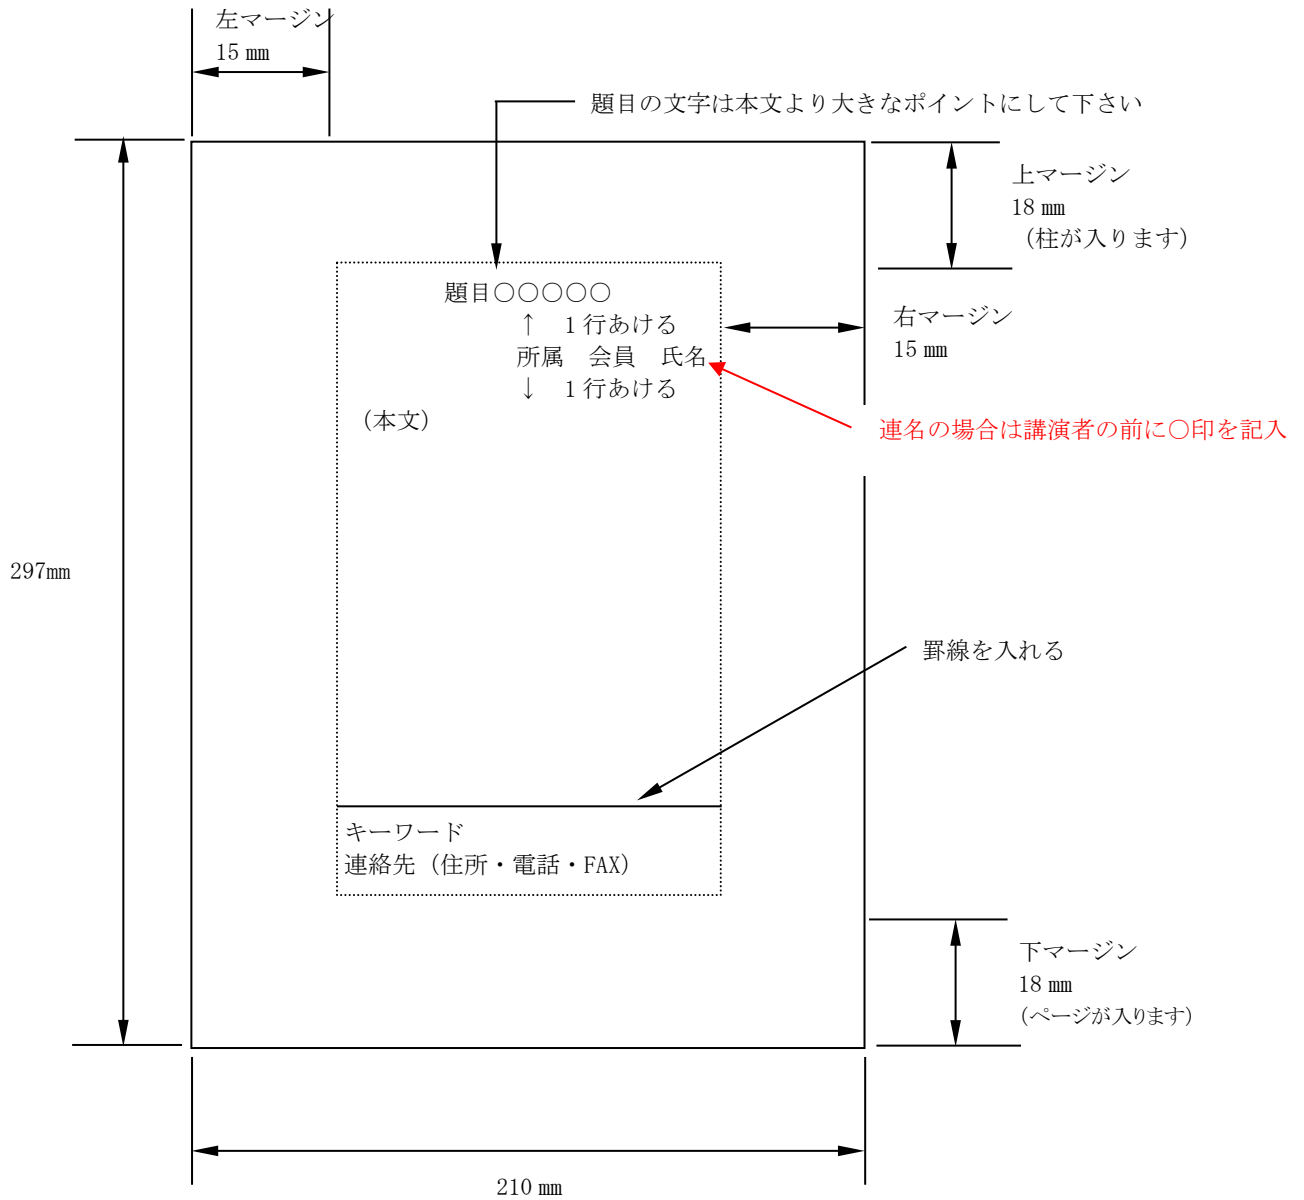 左マージン
15 mm
題目の文字は本文より大きなポイントにして下さい
上マージン
18 mm
（柱が入ります）
題目○○○○○
↑　1 行あける
所属　会員　氏名
↓　1 行あける
（本文）
右マージン
15 mm
連名の場合は講演者の前に○印を記入
297mm
罫線を入れる
キーワード
連絡先（住所・電話・FAX）
下マージン
18 mm
（ページが入ります）
210 mm